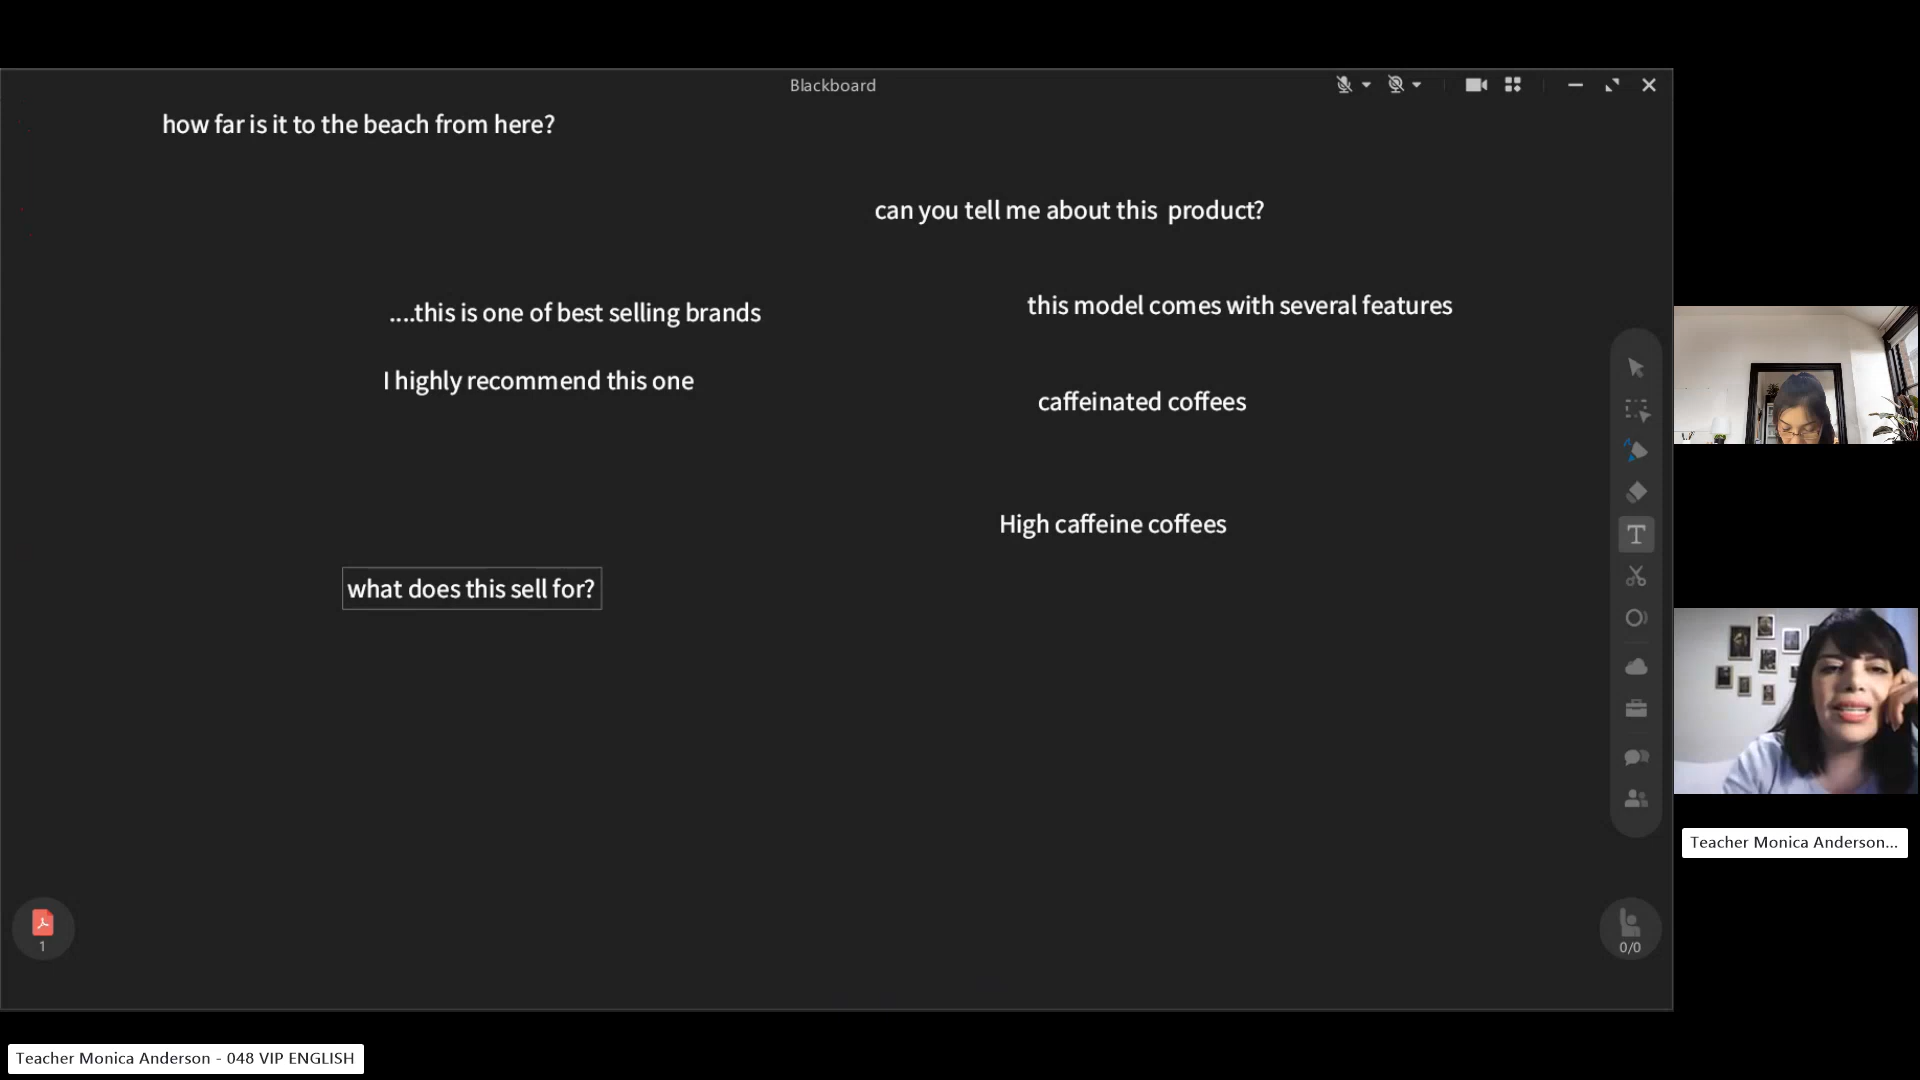 Blackboard
how far is it to the beach from here?
can you tell me about this product?
....this is one of best selling brands
this model comes with several features
I highly recommend this one
caffeinated coffees
High caffeine coffees
what does this sell for?
T
Teacher Monica Anderson...
1
0/0
Teacher Monica Anderson - 048 VIP ENGLISH